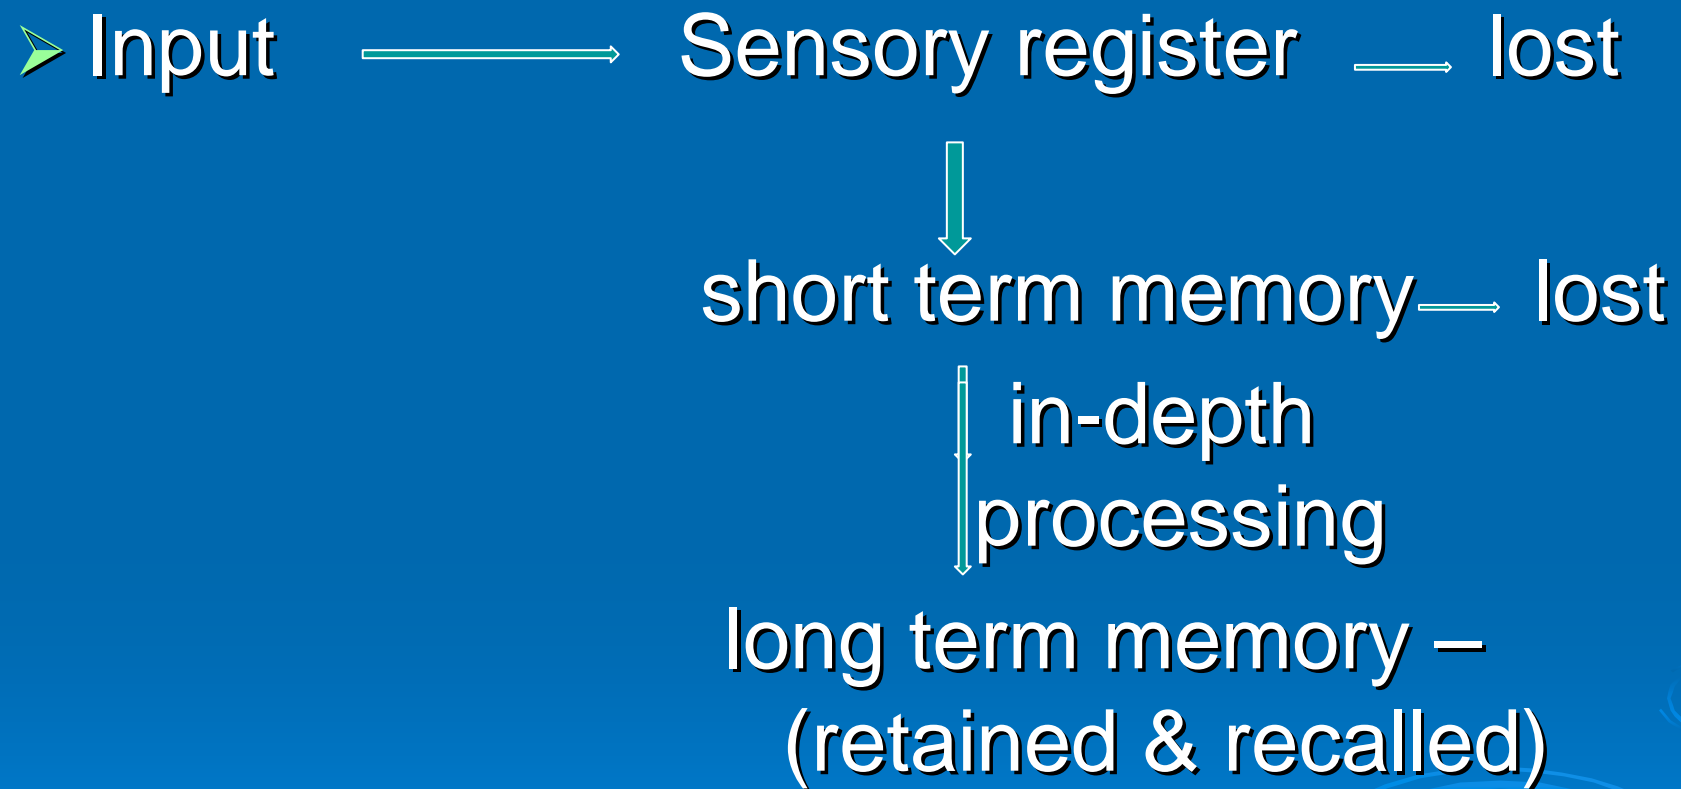 Input Sensory register lost
short term memory lost
in-depth
processing
long term memory –
(retained & recalled)